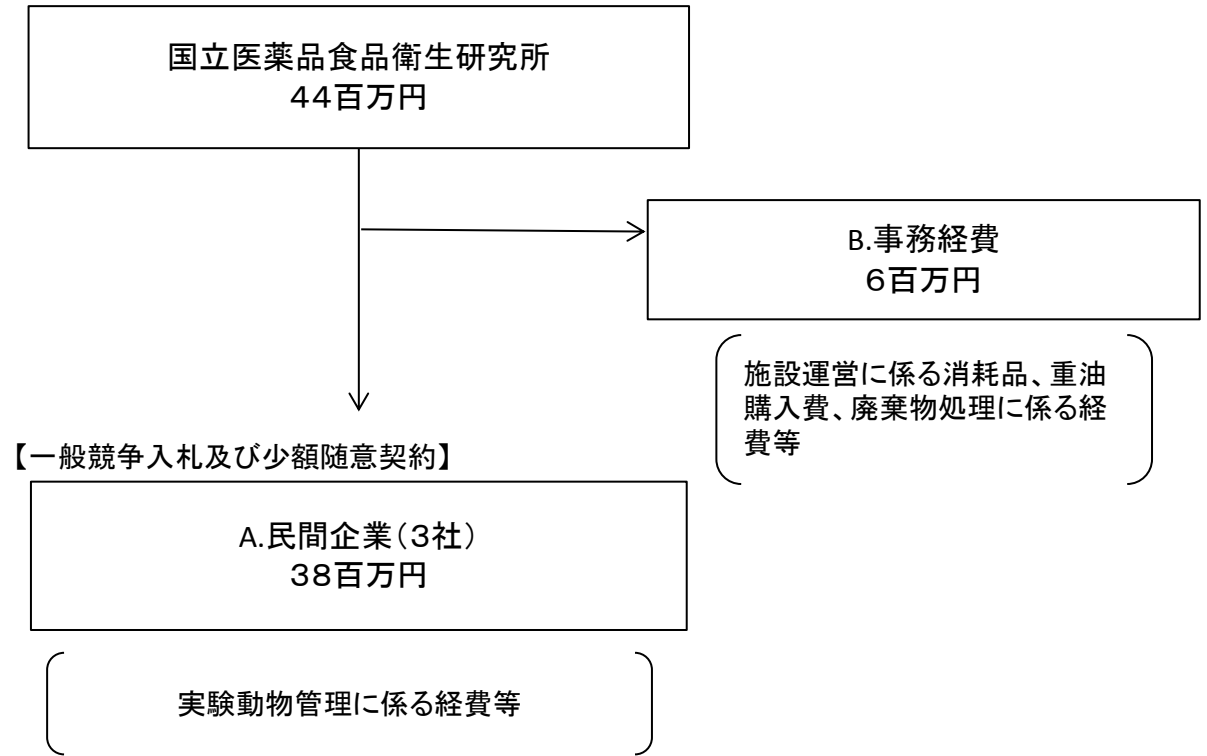 国立医薬品食品衛生研究所
44百万円
B.事務経費
6百万円
施設運営に係る消耗品、重油
購入費、廃棄物処理に係る経
費等
【一般競争入札及び少額随意契約】
A.民間企業(3社)
38百万円
実験動物管理に係る経費等